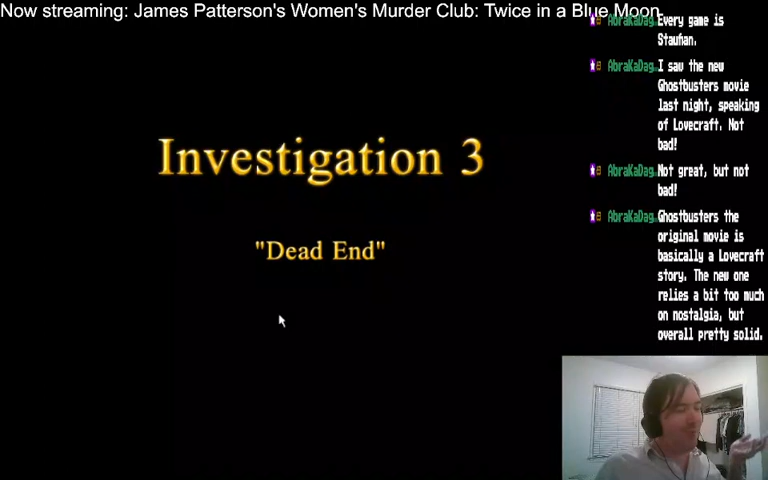 Now streaming: James Patterson's Women's Murder Club: Twice in a Blue Moon
AbraKaDag Every game is
Staufian.
AbraKaDag I saw the new
Ghostbusters movie
last night, speaking
of Lovecraft. Not
bad!
AbraKaDag Not great, but not
bad!
AbraKaDag Ghostbusters the
original movie is
basically a Lovecraft
story. The new one
relies a bit too much
on nostalgia, but
overall pretty solid.
Investigation 3
"Dead End"